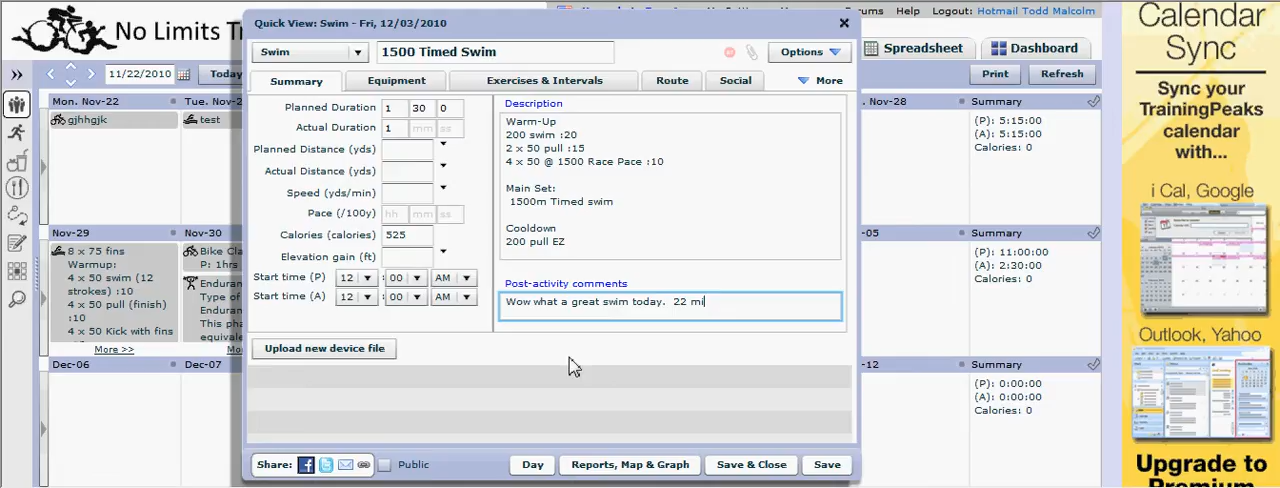 No Limits Tr
Forums Help Logout: Hotmail Todd Malcolm
11/22/2010
Today
Spreadsheet
Dashboard
Print
Refresh
Mon. Nov-22
Tue. Nov-2
. Nov-28
Summary
gjhhgjk
test
(P): 5:15:00
(A): 5:15:00
Calories: 0
Nov-29
Nov-30
-05
Summary
8 x 75 fins
Warmup:
4 x 50 swim (12
strokes) :10
4 x 50 pull (finish)
:10
4 x 50 Kick with fins
More >>
Bike Cla
P: 1hrs
Enduran
Type of
Enduran
This pha
equivale
Mo
(P): 11:00:00
(A): 2:30:00
Calories: 0
Dec-06
Dec-07
-12
Summary
(P): 0:00:00
(A): 0:00:00
Calories: 0
Quick View: Swim - Fri, 12/03/2010
Swim
1500 Timed Swim
Options
Summary
Equipment
Exercises & Intervals
Route
Social
More
Planned Duration 1 30 0
Actual Duration 1 mm ss
Planned Distance (yds)
Actual Distance (yds)
Speed (yds/min)
Pace (/100y) hh mm ss
Calories (calories) 525
Elevation gain (ft)
Start time (P) 12 :00 AM
Start time (A) 12 :00 AM
Description
Warm-Up
200 swim :20
2 x 50 pull :15
4 x 50 @ 1500 Race Pace :10
Main Set:
1500m Timed swim
Cooldown
200 pull EZ
Post-activity comments
Wow what a great swim today. 22 mi
Upload new device file
Share:
Public
Day
Reports, Map & Graph
Save & Close
Save
Calendar
Sync
Sync your
TrainingPeaks
calendar
with...
i Cal, Google
Outlook, Yahoo
Upgrade to
Premium